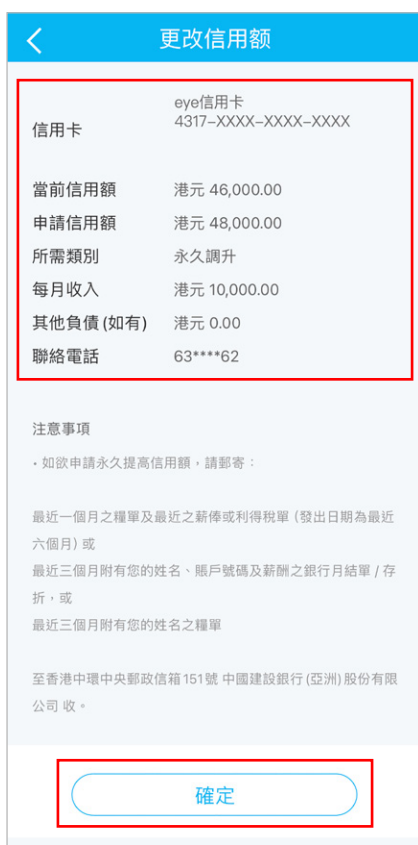 更改信用额
信用卡 eye信用卡
4317-XXXX-XXXX-XXXX
當前信用額 港元 46,000.00
申請信用額 港元 48,000.00
所需類別 永久調升
每月收入 港元 10,000.00
其他負債 (如有) 港元 0.00
聯絡電話 63****62
注意事項
• 如欲申請永久提高信用額，請郵寄：
最近一個月之糧單及最近之薪俸或利得稅單 (發出日期為最近
六個月) 或
最近三個月附有您的姓名、賬戶號碼及薪酬之銀行月結單 / 存
折，或
最近三個月附有您的姓名之糧單
至香港中環中央郵政信箱151號 中國建設銀行 (亞洲) 股份有限
公司 收。
確定